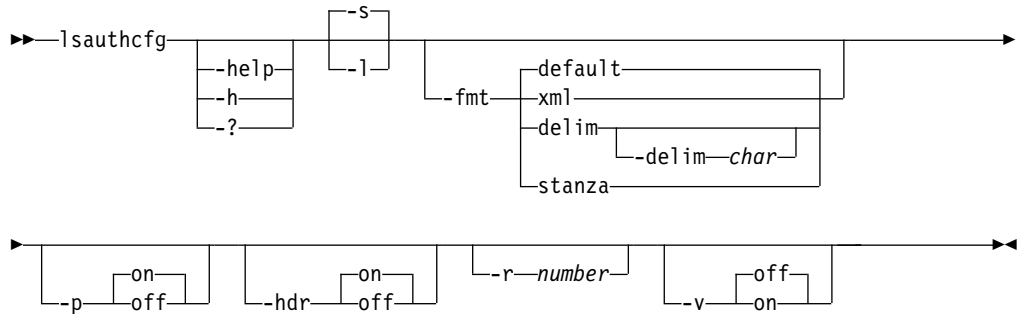 -s
lsauthcfg
-help
-l
default
-h
-fmt
xml
-?
delim
-delim char
stanza
on
on
off
-p
off
-hdr
off
-r number
-v
on